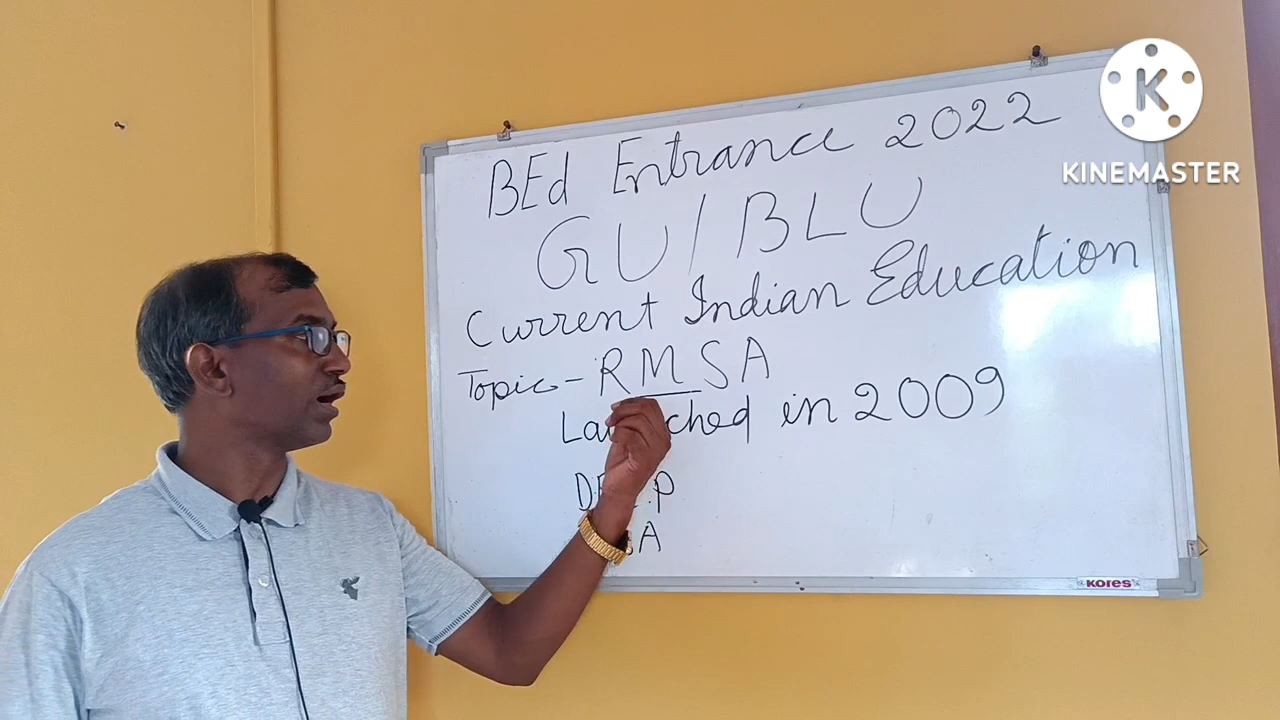 BEd Entrance 2022
GU/BLU
Current Indian Education
Topic - RMSA
Launched in 2009
KINEMASTER
kores